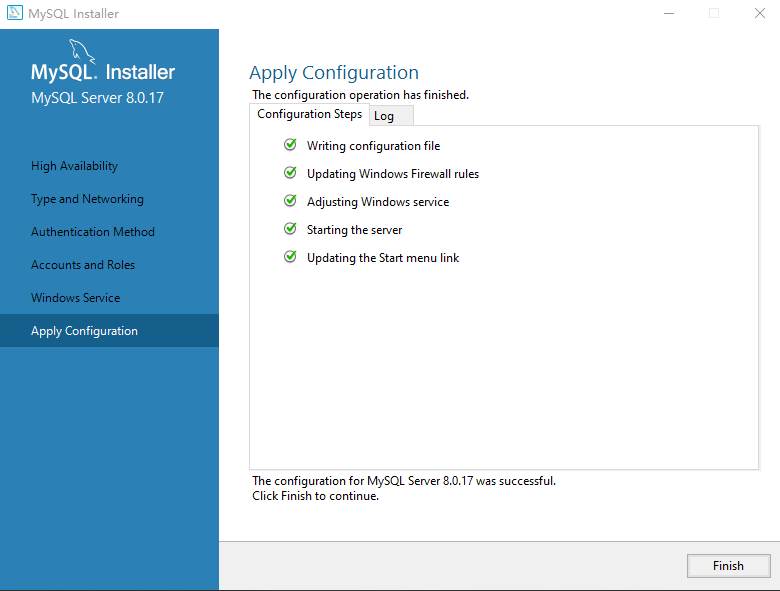 MySQL Installer
MySQL. Installer
MySQL Server 8.0.17
High Availability
Type and Networking
Authentication Method
Accounts and Roles
Windows Service
Apply Configuration
Apply Configuration
The configuration operation has finished.
Configuration Steps
Log
Writing configuration file
Updating Windows Firewall rules
Adjusting Windows service
Starting the server
Updating the Start menu link
The configuration for MySQL Server 8.0.17 was successful.
Click Finish to continue.
Finish